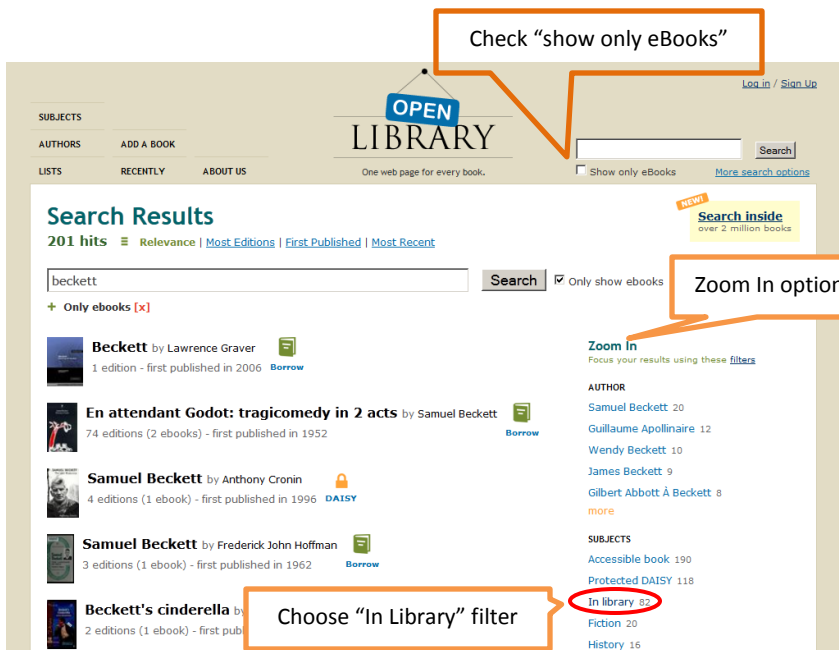 Check “show only eBooks”
Log in / Sign Up
SUBJECTS
AUTHORS ADD A BOOK
LISTS RECENTLY ABOUT US
OPEN
LIBRARY
One web page for every book.
Search
Show only eBooks More search options
Search Results
201 hits Relevance | Most Editions | First Published | Most Recent
NEW!
Search inside
over 2 million books
beckett Search Only show ebooks
+ Only ebooks [x]
Zoom In option
Beckett by Lawrence Graver
1 edition - first published in 2006 Borrow
En attendant Godot: tragicomedy in 2 acts by Samuel Beckett
74 editions (2 ebooks) - first published in 1952 Borrow
Samuel Beckett by Anthony Cronin
4 editions (1 ebook) - first published in 1996 DAISY
Samuel Beckett by Frederick John Hoffman
3 editions (1 ebook) - first published in 1962 Borrow
Beckett's cinderella by
2 editions (1 ebook) - first
Choose “In Library” filter
Zoom In
Focus your results using these filters
AUTHOR
Samuel Beckett 20
Guillaume Apollinaire 12
Wendy Beckett 10
James Beckett 9
Gilbert Abbott À Beckett 8
more
SUBJECTS
Accessible book 190
Protected DAISY 118
In library 82
Fiction 20
History 16